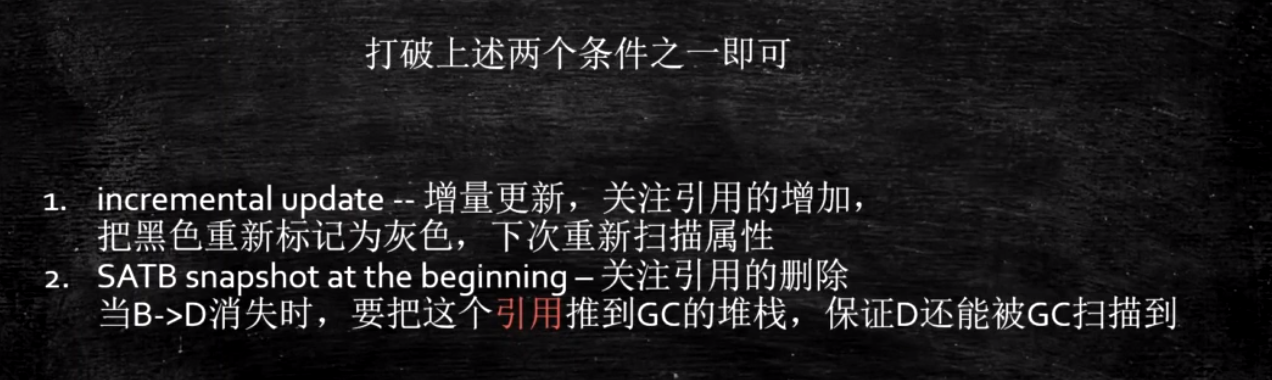 打破上述两个条件之一即可
1. incremental update -- 增量更新，关注引用的增加，
把黑色重新标记为灰色，下次重新扫描属性
2. SATB snapshot at the beginning – 关注引用的删除
当B->D消失时，要把这个引用推到GC的堆栈，保证D还能被GC扫描到